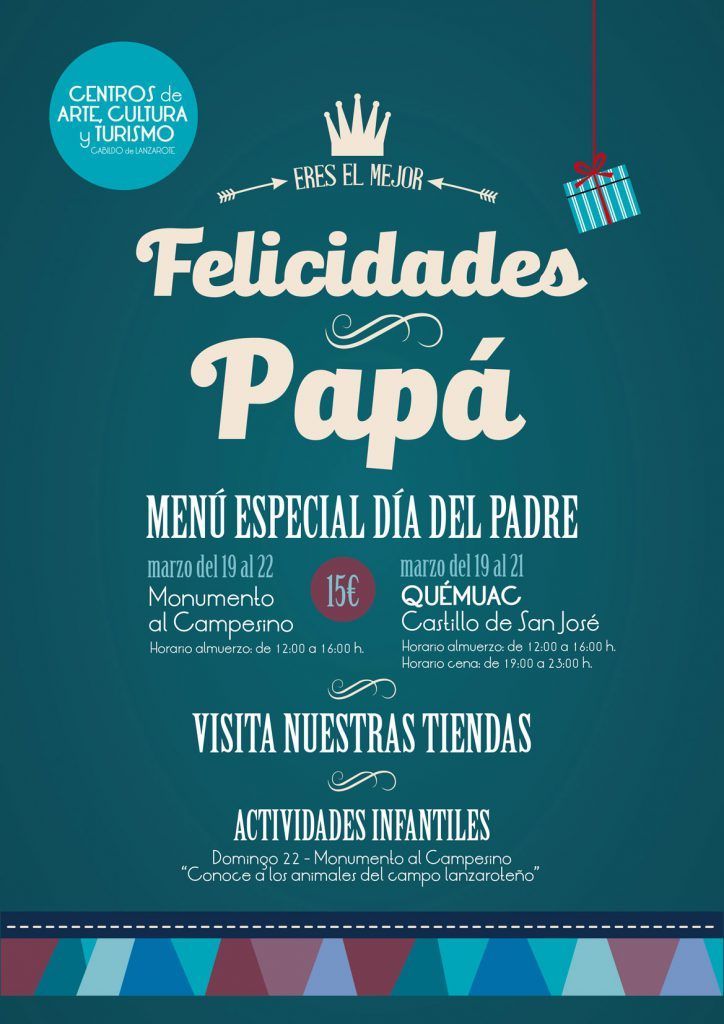 CENTROS de
ARTE, CULTURA
y TURISMO
CABILDO de LANZAROTE
ERES EL MEJOR
Felicidades
Papá
MENÚ ESPECIAL DÍA DEL PADRE
marzo del 19 al 22
Monumento
al Campesino
Horario almuerzo: de 12:00 a 16:00 h.
15€
marzo del 19 al 21
QUÉMUAC
Castillo de San José
Horario almuerzo: de 12:00 a 16:00 h.
Horario cena: de 19:00 a 23:00 h.
VISITA NUESTRAS TIENDAS
ACTIVIDADES INFANTILES
Domingo 22 - Monumento al Campesino
“Conoce a los animales del campo lanzaroteño”